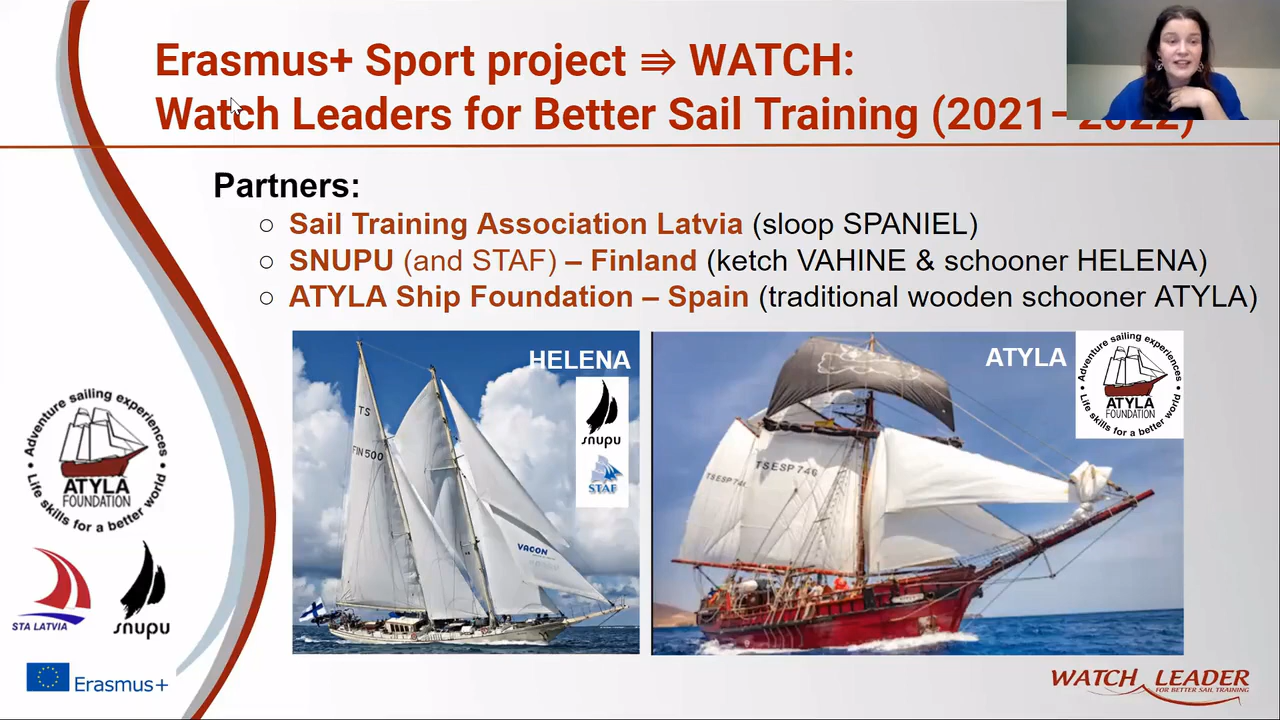 Erasmus+ Sport project ⇛ WATCH:
Watch Leaders for Better Sail Training (2021- 2022)
Partners:
○ Sail Training Association Latvia (sloop SPANIEL)
○ SNUPU (and STAF) – Finland (ketch VAHINE & schooner HELENA)
○ ATYLA Ship Foundation – Spain (traditional wooden schooner ATYLA)
HELENA
TS
FIN 500
snupu
STAF
VACON
ATYLA
TSESP 746
Adventure sailing experiences
ATYLA
FOUNDATION
Life skills for a better world
Adventure sailing experiences
ATYLA
FOUNDATION
Life skills for a better world
STA LATVIA
snupu
Erasmus+
WATCH LEADER
FOR BETTER SAIL TRAINING